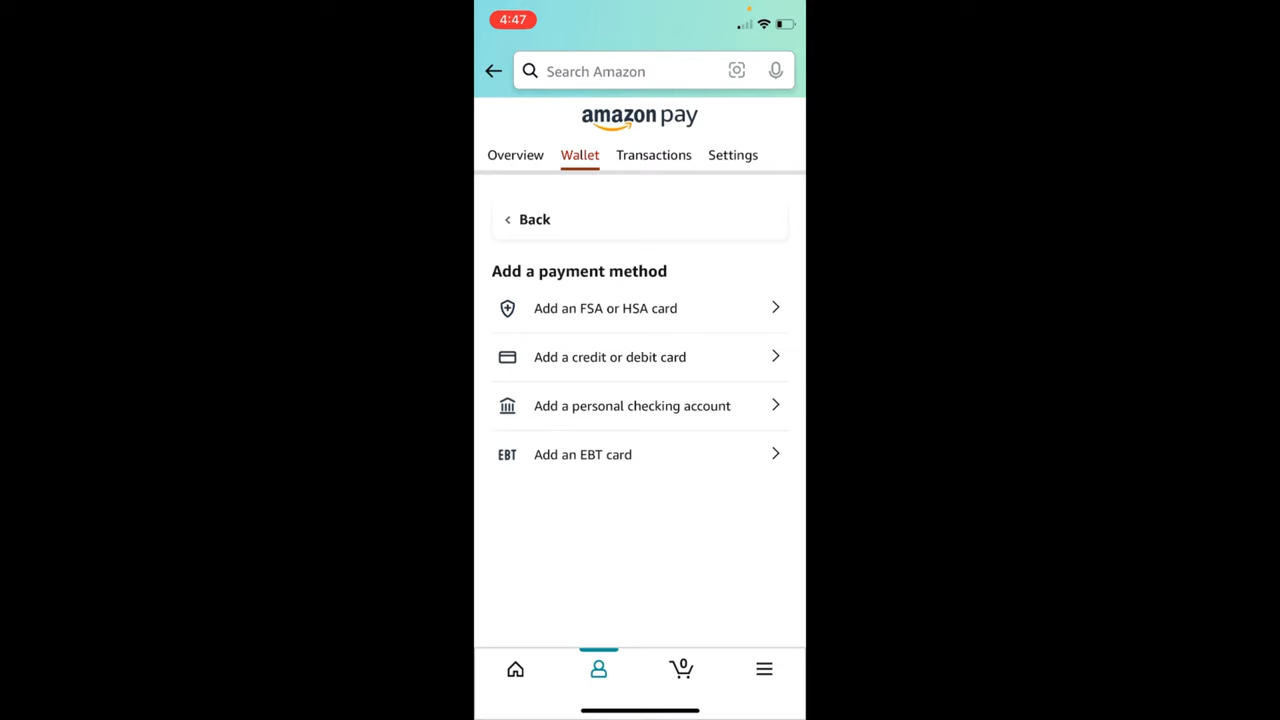 4:47
Search Amazon
amazon pay
Overview Wallet Transactions Settings
Back
Add a payment method
Add an FSA or HSA card
Add a credit or debit card
Add a personal checking account
EBT Add an EBT card
0